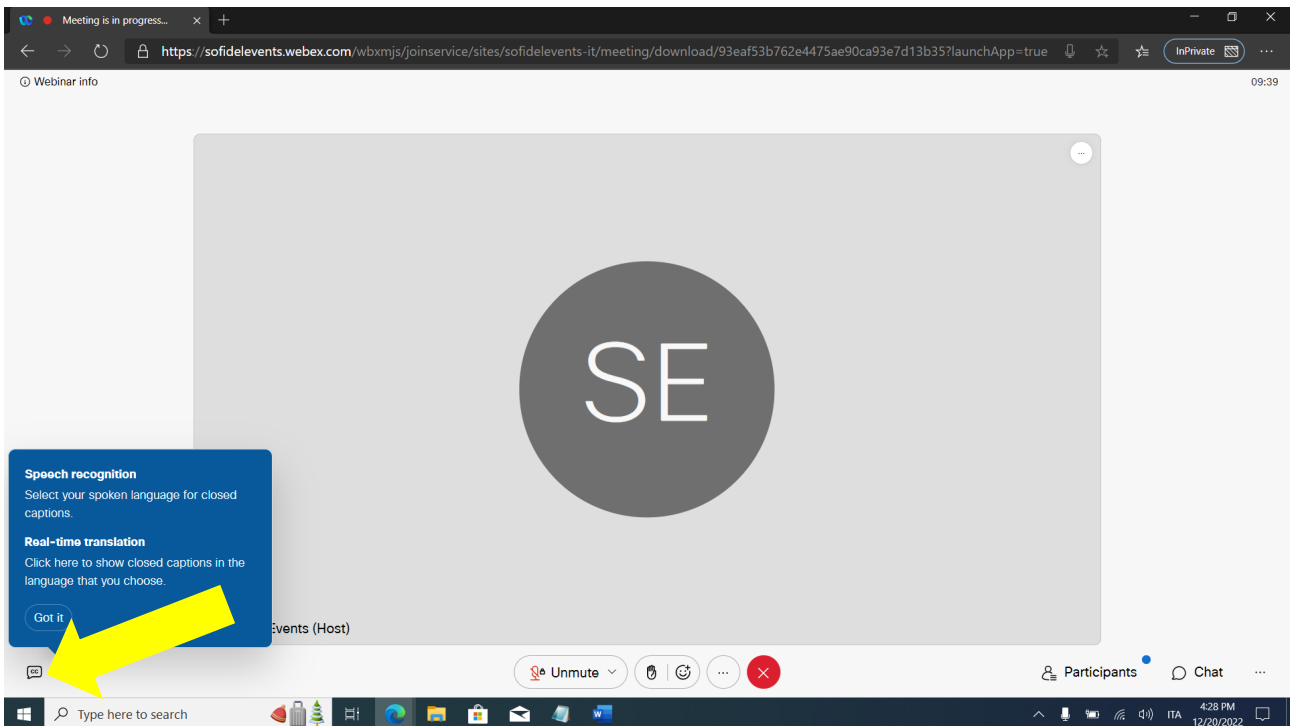 Meeting is in progress...
https://sofidelevents.webex.com/wbxmjs/joinservice/sites/sofidelevents-it/meeting/download/93eaf53b762e4475ae90ca93e7d13b35?launchApp=true
InPrivate
Webinar info
09:39
SE
Speech recognition
Select your spoken language for closed
captions.
Real-time translation
Click here to show closed captions in the
language that you choose.
Got it
Events (Host)
CC
Unmute
Participants
Chat
Type here to search
W
ITA
4:28 PM
12/20/2022